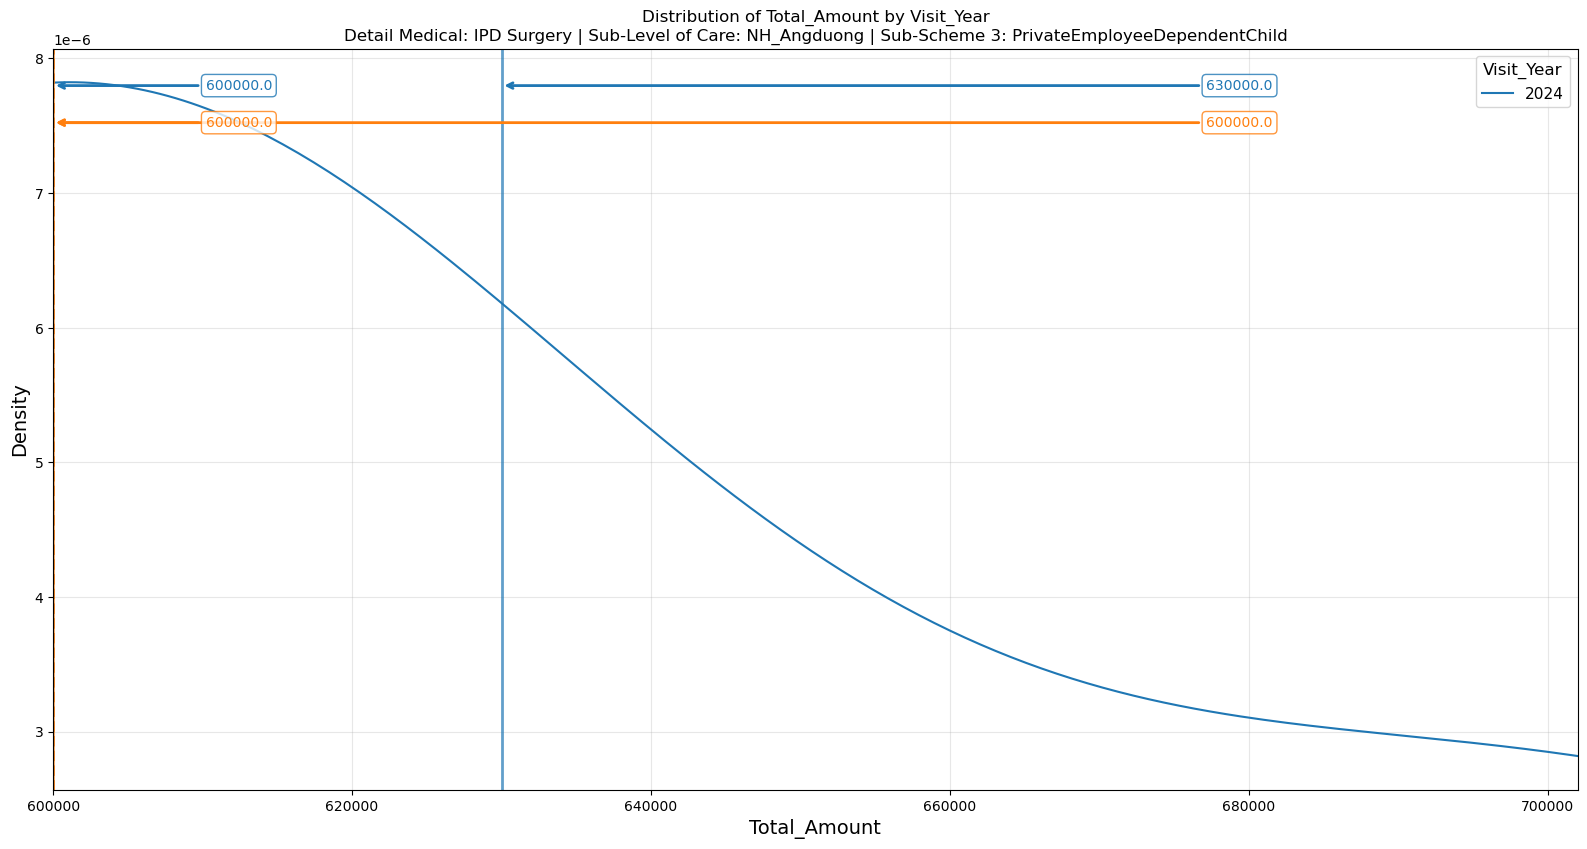 Distribution of Total_Amount by Visit_Year
Detail Medical: IPD Surgery | Sub-Level of Care: NH_Angduong | Sub-Scheme 3: PrivateEmployeeDependentChild
1e−6
8
7
6
5
4
3
Density
600000.0
630000.0
600000.0
600000.0
Visit_Year
2024
600000
620000
640000
660000
680000
700000
Total_Amount